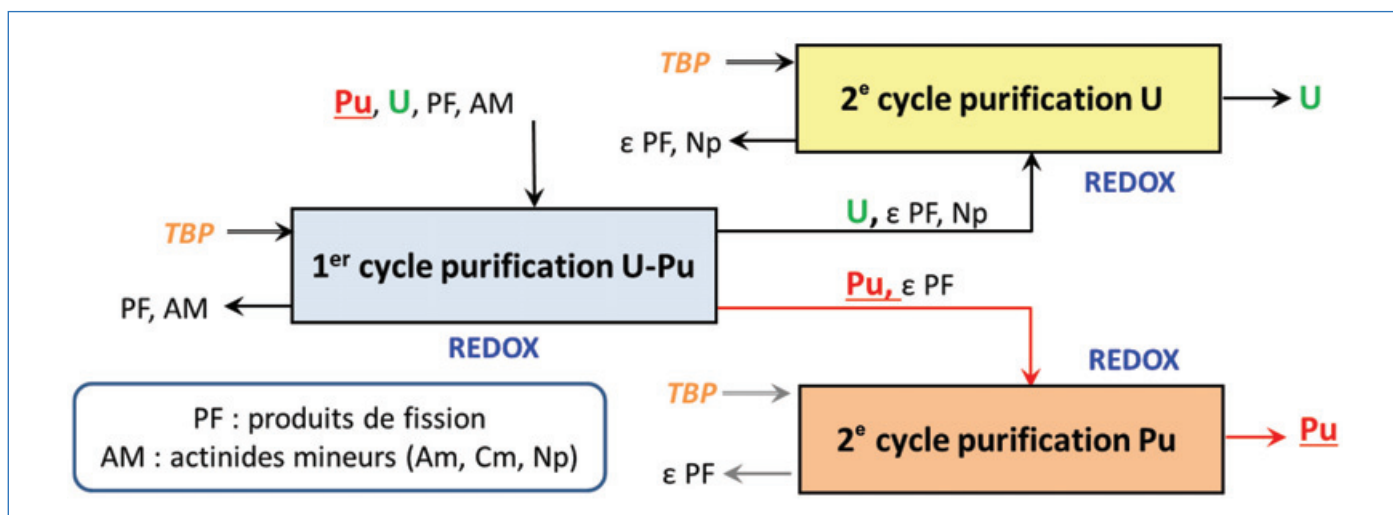 TBP
2e cycle purification U
U
Pu, U, PF, AM
ε PF, Np
REDOX
TBP
U, ε PF, Np
1er cycle purification U-Pu
Pu, ε PF
PF, AM
REDOX
REDOX
TBP
2e cycle purification Pu
Pu
ε PF
PF : produits de fission
AM : actinides mineurs (Am, Cm, Np)